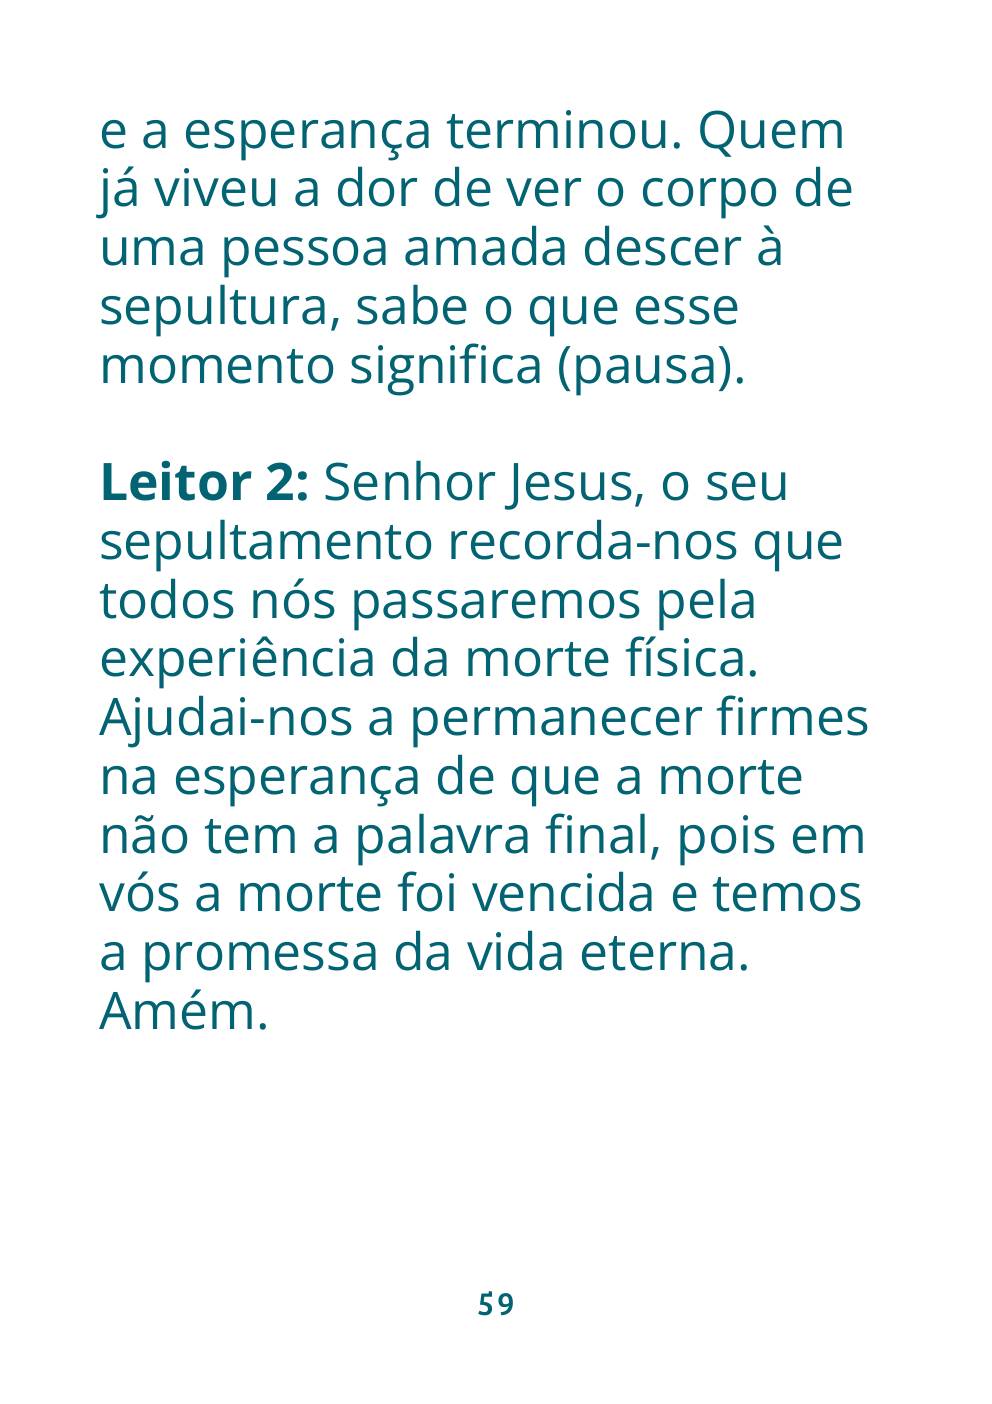 e a esperança terminou. Quem
já viveu a dor de ver o corpo de
uma pessoa amada descer à
sepultura, sabe o que esse
momento significa (pausa).
Leitor 2: Senhor Jesus, o seu
sepultamento recorda-nos que
todos nós passaremos pela
experiência da morte física.
Ajudai-nos a permanecer firmes
na esperança de que a morte
não tem a palavra final, pois em
vós a morte foi vencida e temos
a promessa da vida eterna.
Amém.
59